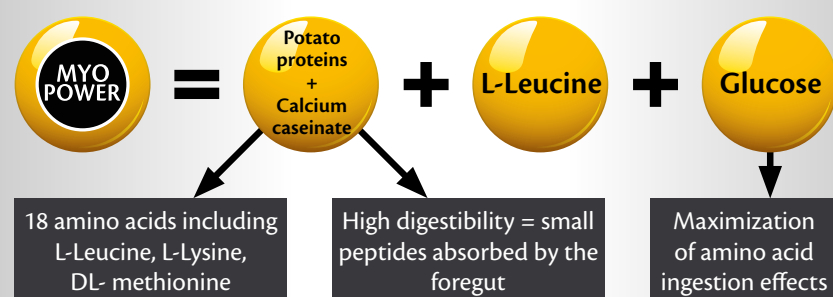 MYO
POWER
=
Potato
proteins
+
Calcium
caseinate
+
L-Leucine
+
Glucose
18 amino acids including
L-Leucine, L-Lysine,
DL- methionine
High digestibility = small
peptides absorbed by the
foregut
Maximization
of amino acid
ingestion effects